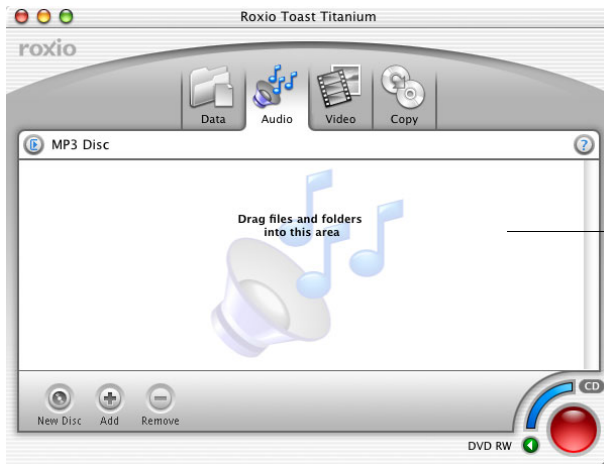 Roxio Toast Titanium
roxio
Data
Audio
Video
Copy
MP3 Disc
?
Drag files and folders
into this area
New Disc
Add
Remove
CD
DVD RW